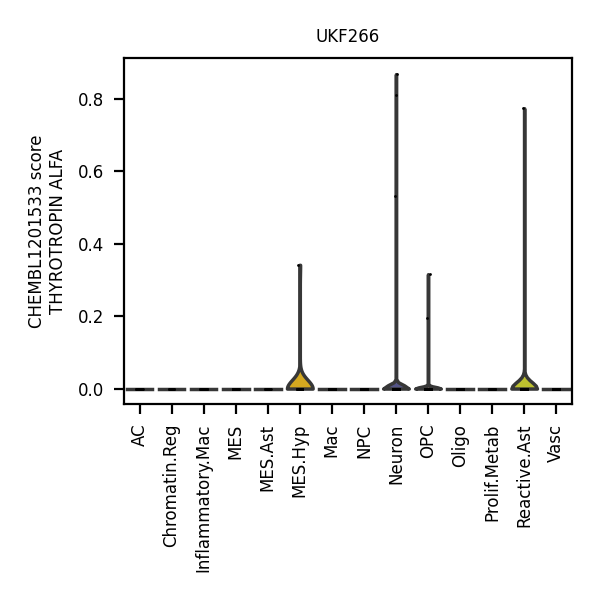 UKF266
CHEMBL1201533 score
THYROTROPIN ALFA
0.8
0.6
0.4
0.2
0.0
AC
Chromatin.Reg
Inflammatory.Mac
MES
MES.Ast
MES.Hyp
Mac
NPC
Neuron
OPC
Oligo
Prolif.Metab
Reactive.Ast
Vasc